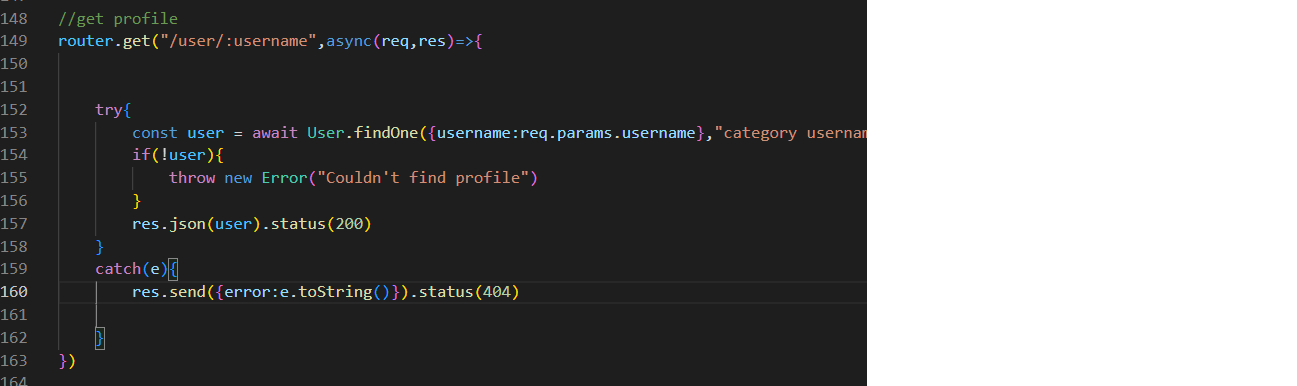 148 //get profile
149 router.get("/user/:username",async(req,res)=>{
150
151
152 try{
153 const user = await User.findOne({username:req.params.username},"category
154 if(!user){
155 throw new Error("Couldn't find profile")
156 }
157 res.json(user).status(200)
158 }
159 catch(e){
160 res.send({error:e.toString()}).status(404)
161
162 }
163 })
164